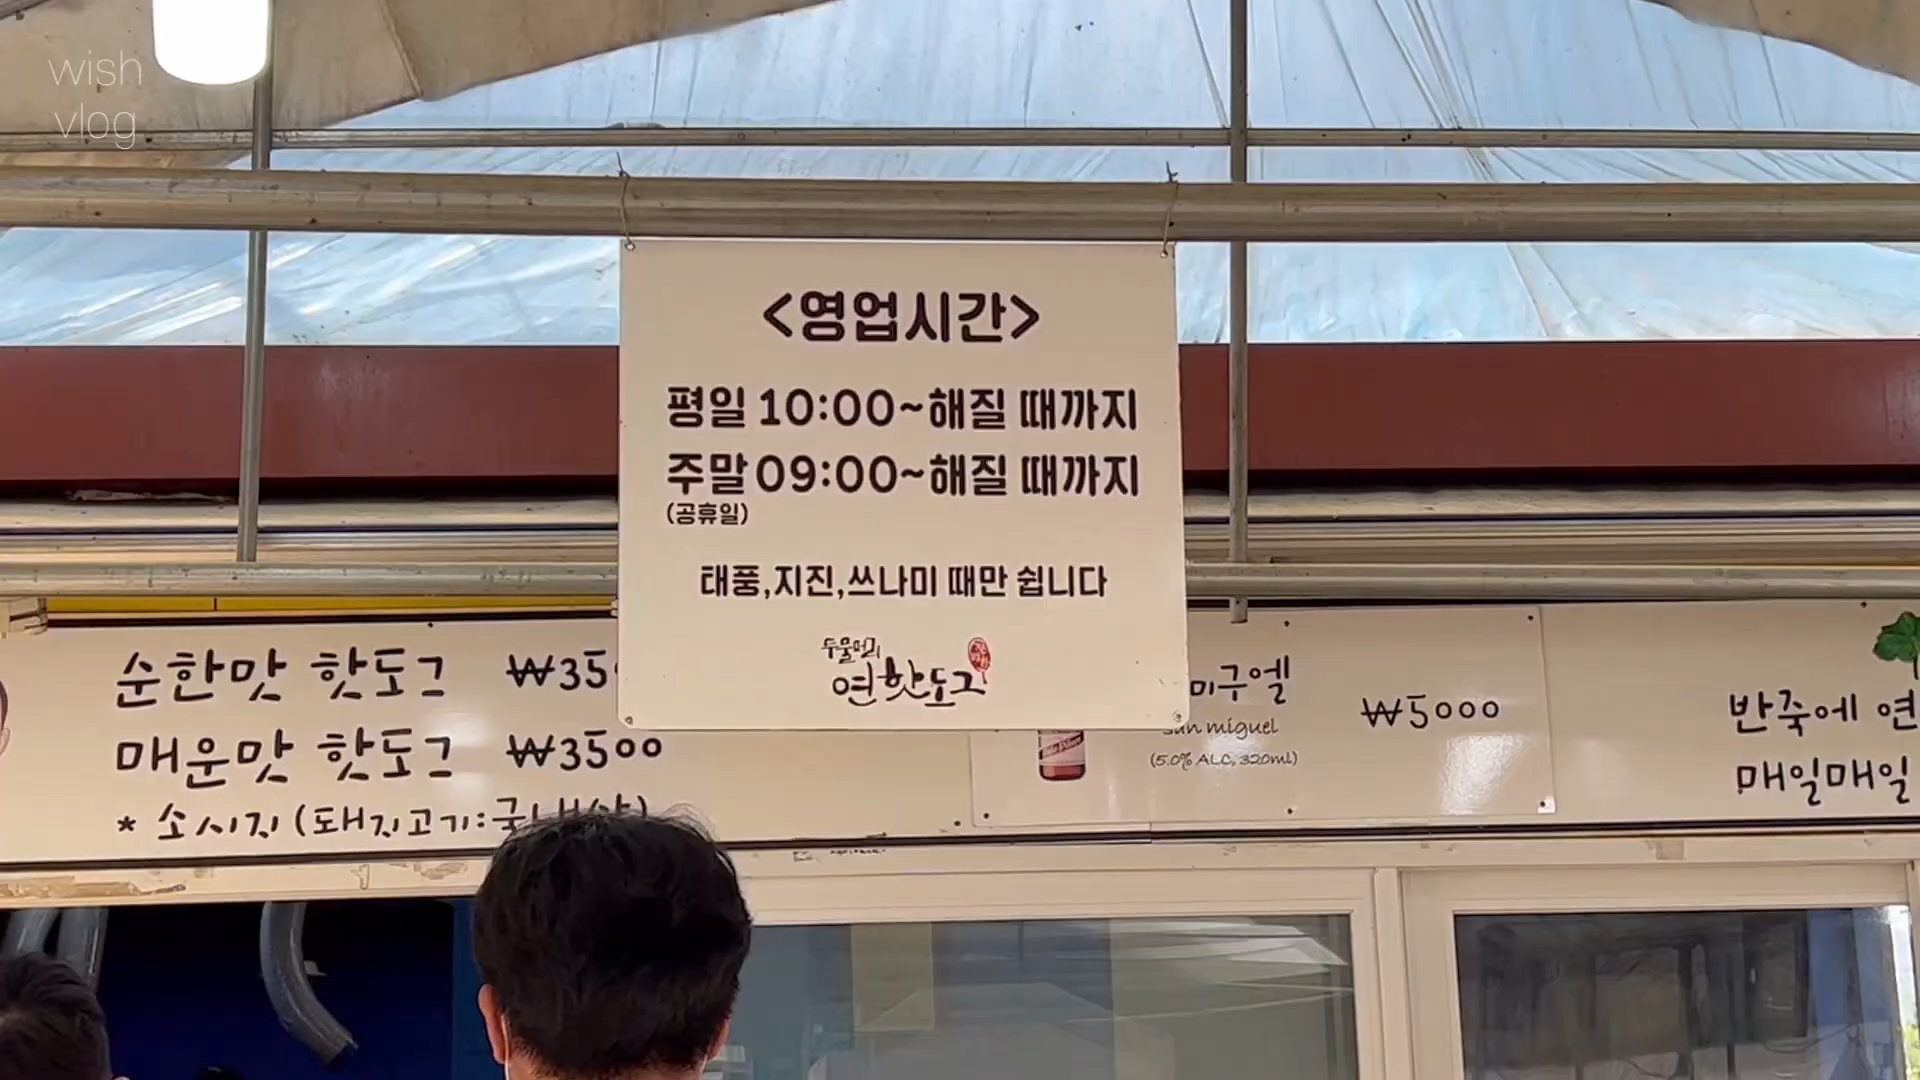 wish
vlog
<영업시간>
평일 10:00~해질 때까지
주말 09:00~해질 때까지
(공휴일)
태풍,지진,쓰나미 때만 쉽니다
두물머리
연핫도그
순한맛 핫도그 ₩35
매운맛 핫도그 ₩3500
* 소시지 (돼지고기:국내산)
미구엘 ₩5000
san miguel
(5.0% ALC, 320ml)
반죽에 연
매일매일